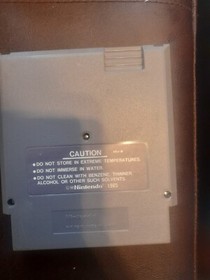 CAUTION
•DO NOT STORE IN EXTREME TEMPERATURES.
•DO NOT IMMERSE IN WATER.
•DO NOT CLEAN WITH BENZENE, THINNER,
ALCOHOL OR OTHER SUCH SOLVENTS.
©Nintendo 1985